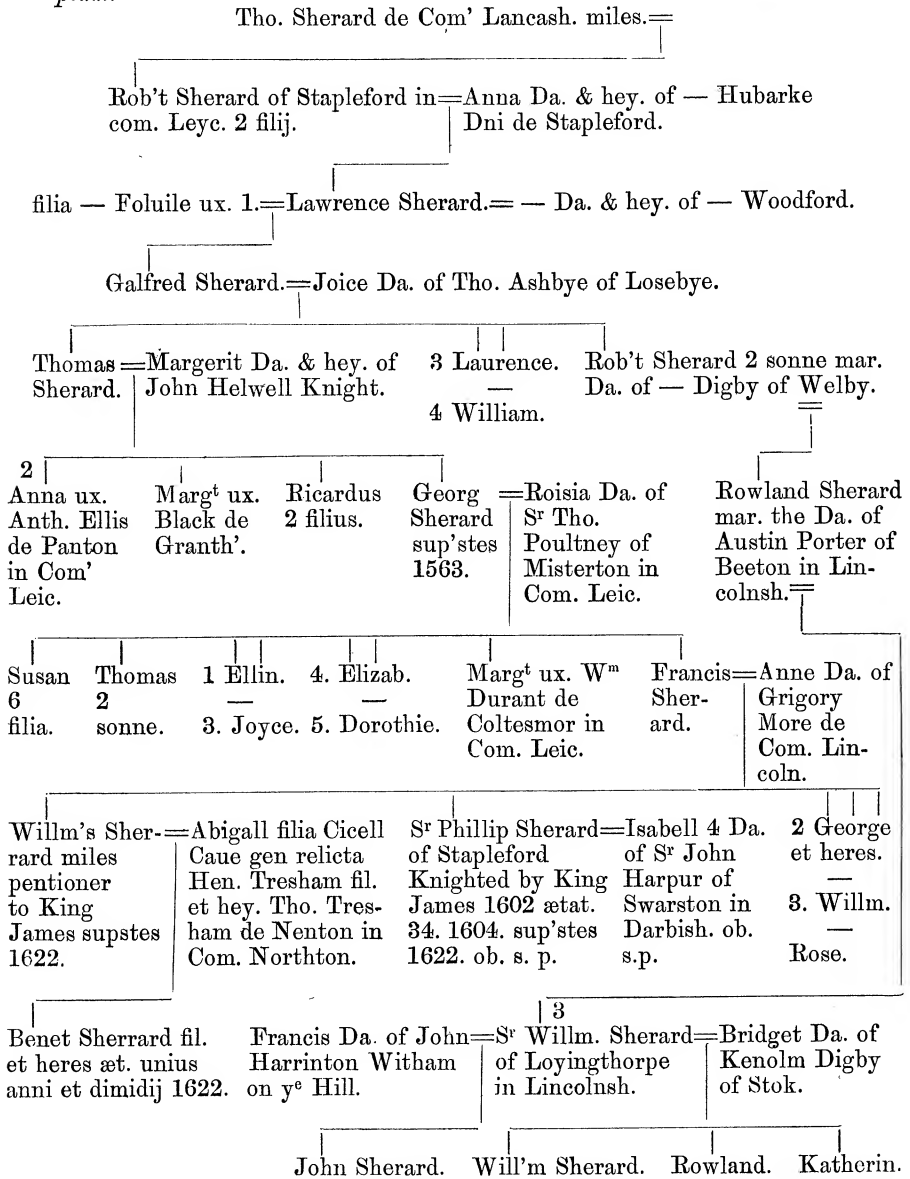 Tho. Sherard de Com' Lancash. miles.=
Rob't Sherard of Stapleford in=Anna Da. & hey. of — Hubarke
com. Leyc. 2 filij. Dni de Stapleford.
filia — Foluile ux. 1.=Lawrence Sherard.= — Da. & hey. of — Woodford.
Galfred Sherard.=Joice Da. of Tho. Ashbye of Losebye.
Thomas =
Sherard.
Margerit Da. & hey. of
John Helwell Knight.
3 Laurence.
—
4 William.
Rob't Sherard 2 sonne mar.
Da. of — Digby of Welby.
=
2
Anna ux.
Anth. Ellis
de Panton
in Com'
Leic.
Margᵗ ux.
Black de
Granth'.
Ricardus
2 filius.
Georg =
Sherard
sup'stes
1563.
Roisia Da. of
Sʳ Tho.
Poultney of
Misterton in
Com. Leic.
Rowland Sherard
mar. the Da. of
Austin Porter of
Beeton in Lin-
colnsh.=
Susan
6
filia.
Thomas
2
sonne.
1 Ellin.
—
3. Joyce.
4. Elizab.
—
5. Dorothie.
Margᵗ ux. Wᵐ
Durant de
Coltesmor in
Com. Leic.
Francis=
Sher-
ard.
Anne Da. of
Grigory
More de
Com. Lin-
coln.
Willm's Sher-=
rard miles
pentioner
to King
James supstes
1622.
Abigall filia Cicell
Caue gen relicta
Hen. Tresham fil.
et hey. Tho. Tres-
ham de Nenton in
Com. Northton.
Sʳ Phillip Sherard=
of Stapleford
Knighted by King
James 1602 ætat.
34. 1604. sup'stes
1622. ob. s. p.
Isabell 4 Da.
of Sʳ John
Harpur of
Swarston in
Darbish. ob.
s.p.
2 George
et heres.
—
3. Willm.
—
Rose.
Benet Sherrard fil.
et heres æt. unius
anni et dimidij 1622.
Francis Da. of John=
Harrinton Witham
on yᵉ Hill.
3
Sʳ Willm. Sherard=
of Loyingthorpe
in Lincolnsh.
Bridget Da. of
Kenolm Digby
of Stok.
John Sherard. Will'm Sherard. Rowland. Katherin.